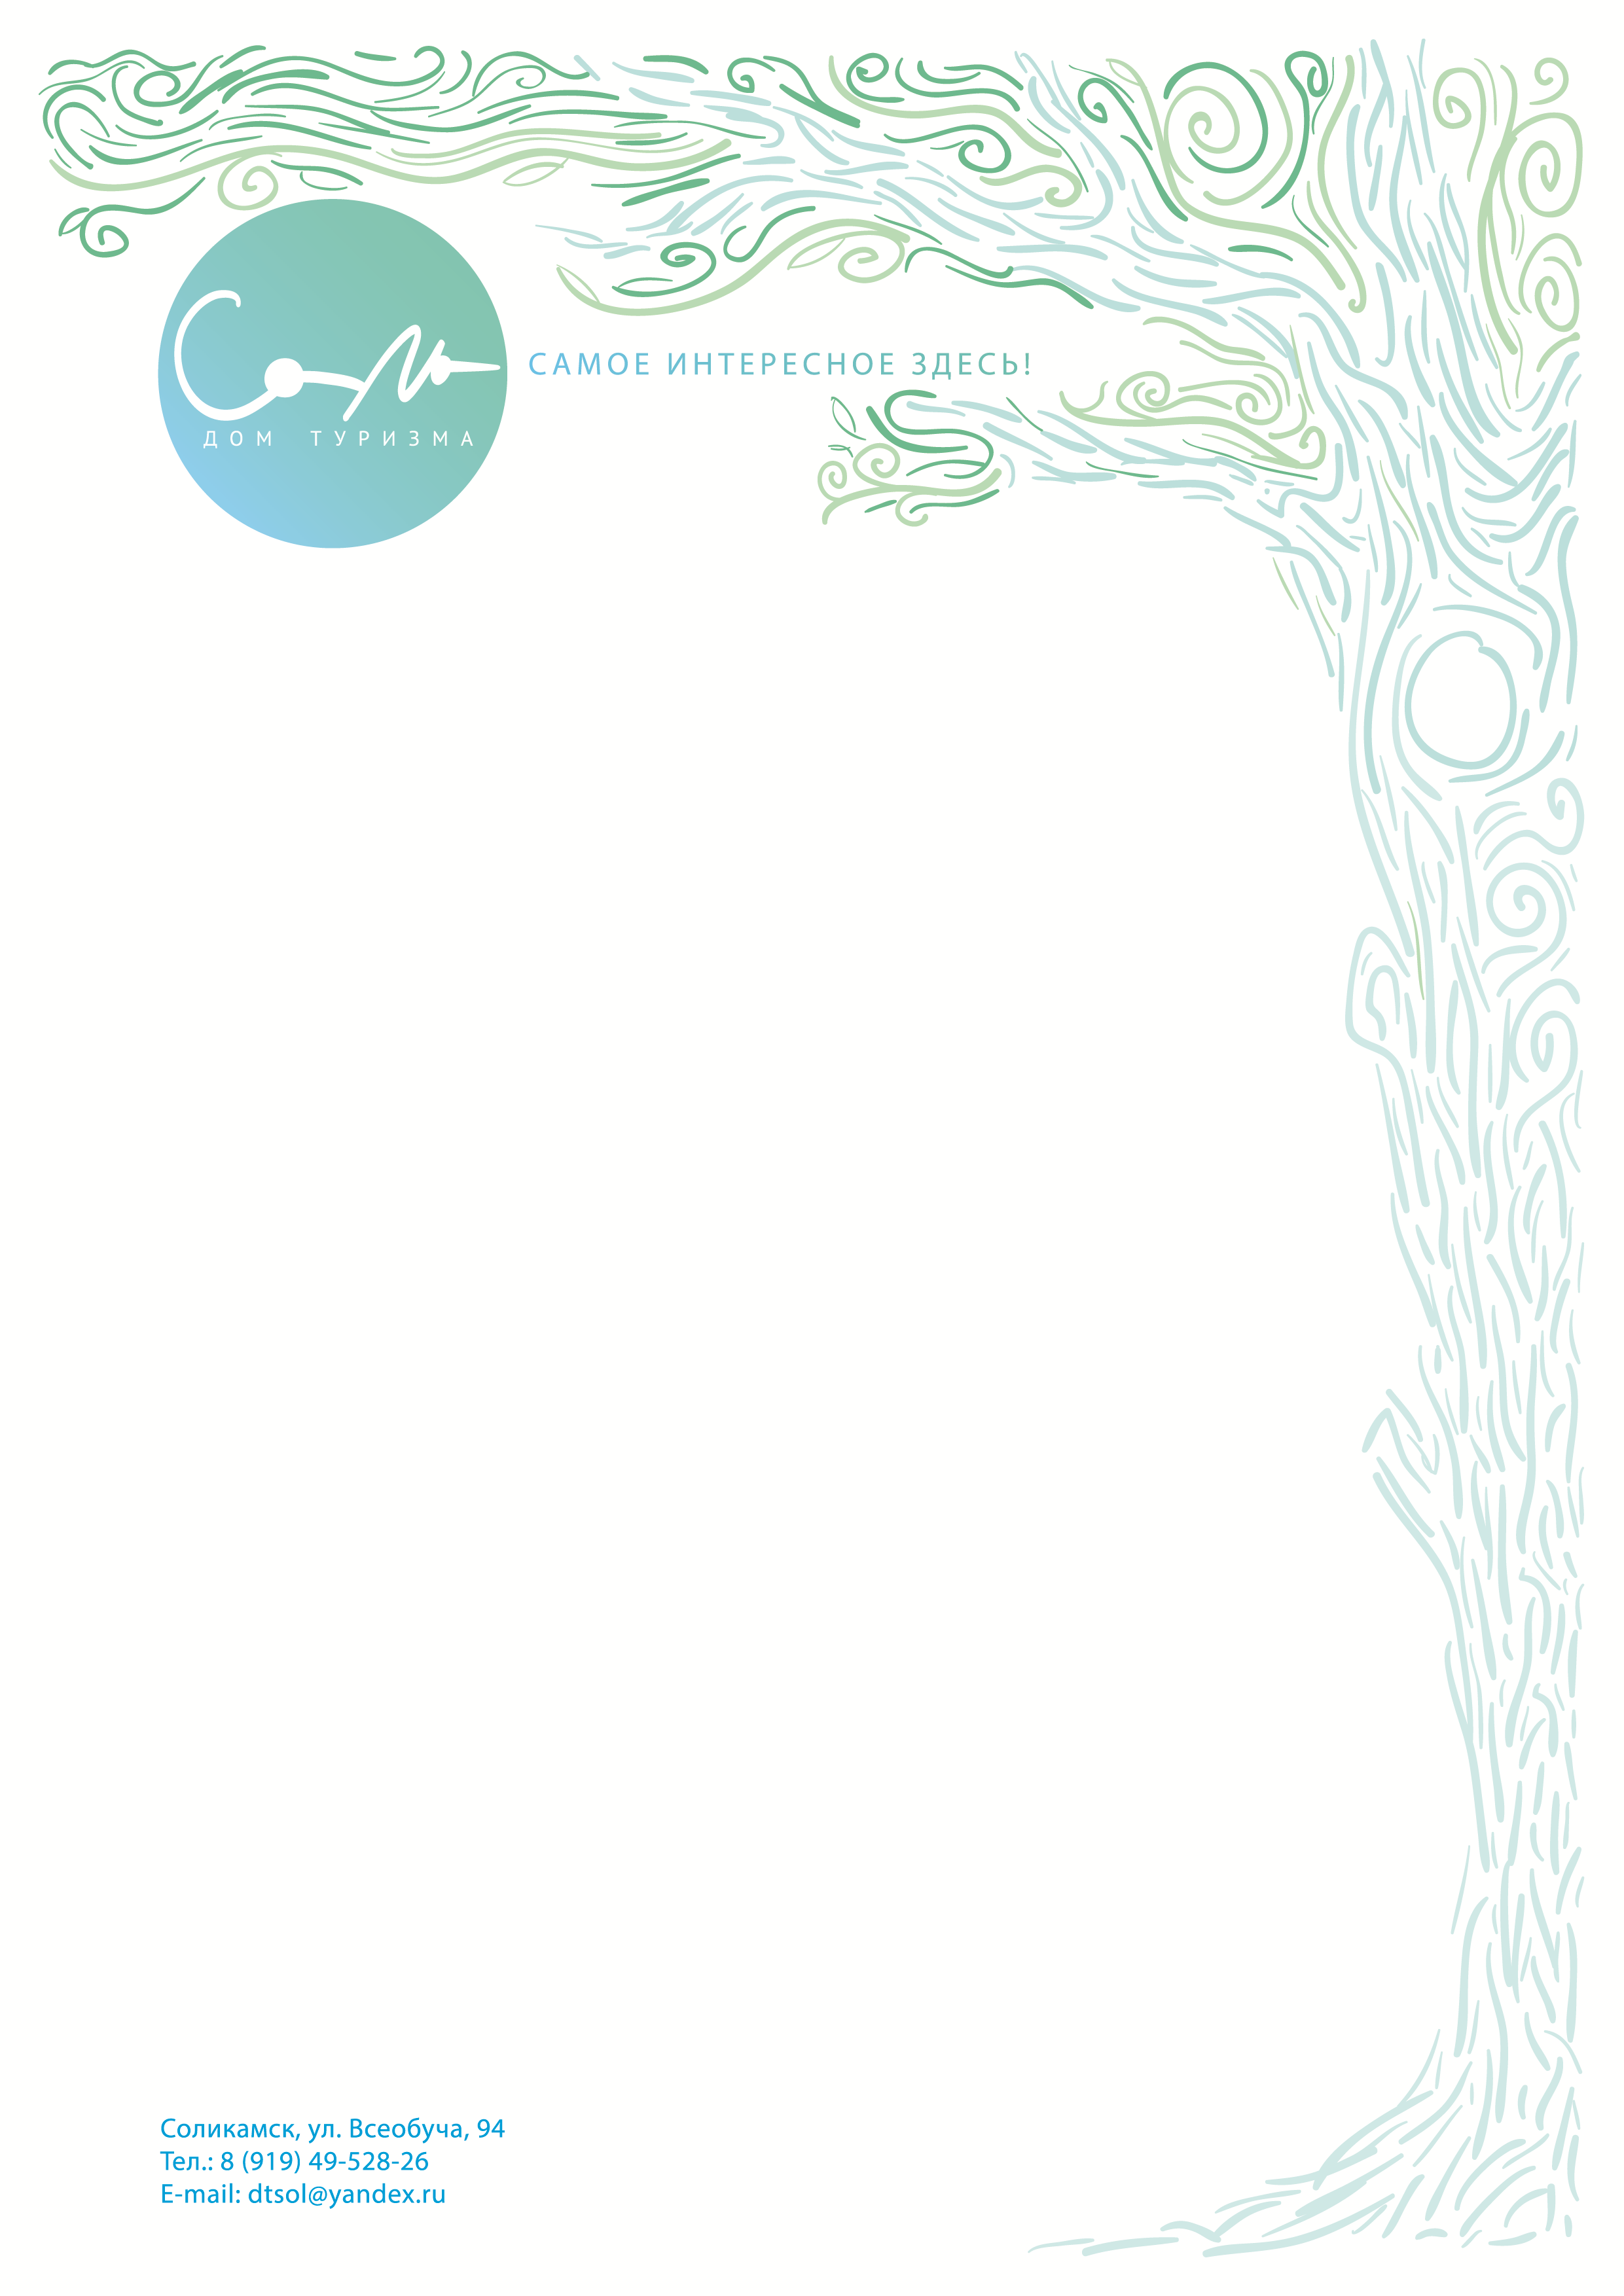 Соль
ДОМ ТУРИЗМА
САМОЕ ИНТЕРЕСНОЕ ЗДЕСЬ!
Соликамск, ул. Всеобуча, 94
Тел.: 8 (919) 49-528-26
E-mail: dtsol@yandex.ru